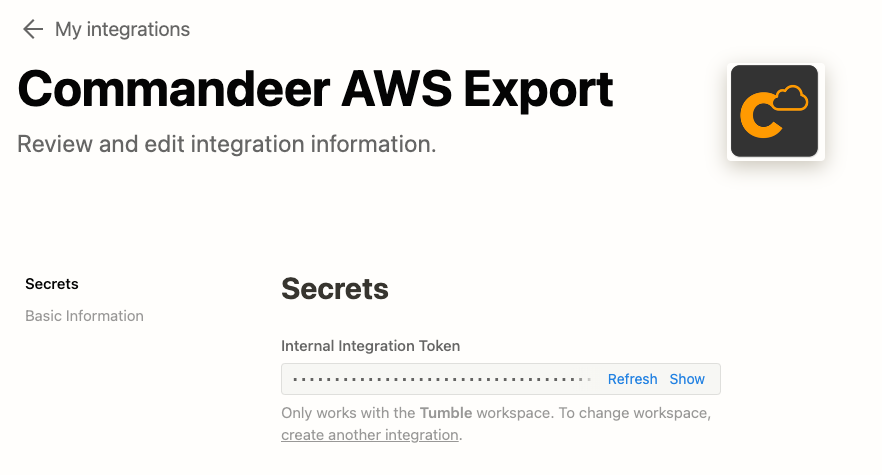 ← My integrations
Commandeer AWS Export
Review and edit integration information.
Secrets
Basic Information
Secrets
Internal Integration Token
Refresh Show
Only works with the Tumble workspace. To change workspace,
create another integration.